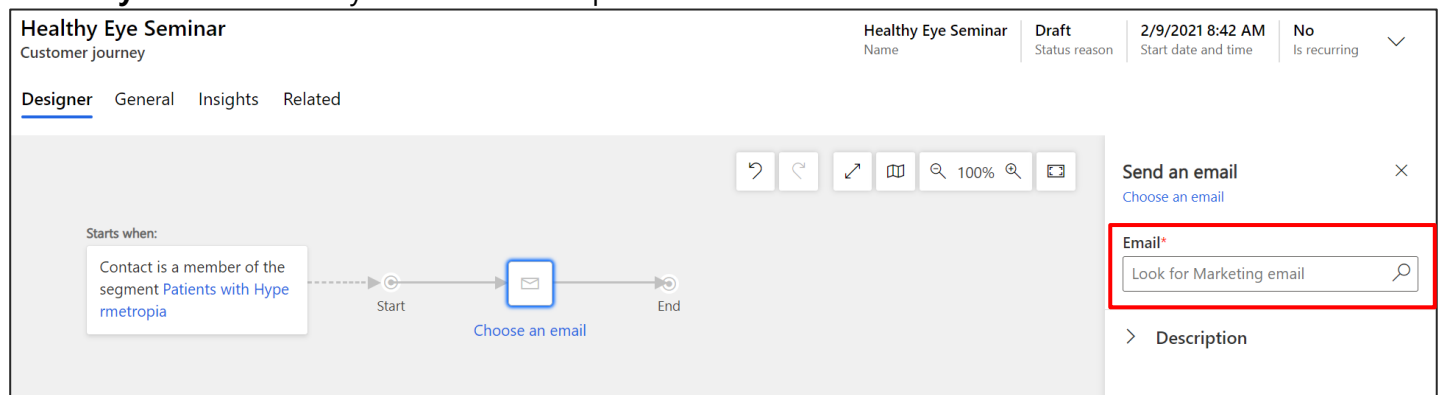 Healthy Eye Seminar
Customer journey
Healthy Eye Seminar
Name
Draft
Status reason
2/9/2021 8:42 AM
Start date and time
No
Is recurring
Designer General Insights Related
100%
Starts when:
Contact is a member of the
segment Patients with Hype
rmetropia
Start
Choose an email
End
Send an email
Choose an email
Email*
Look for Marketing email
Description